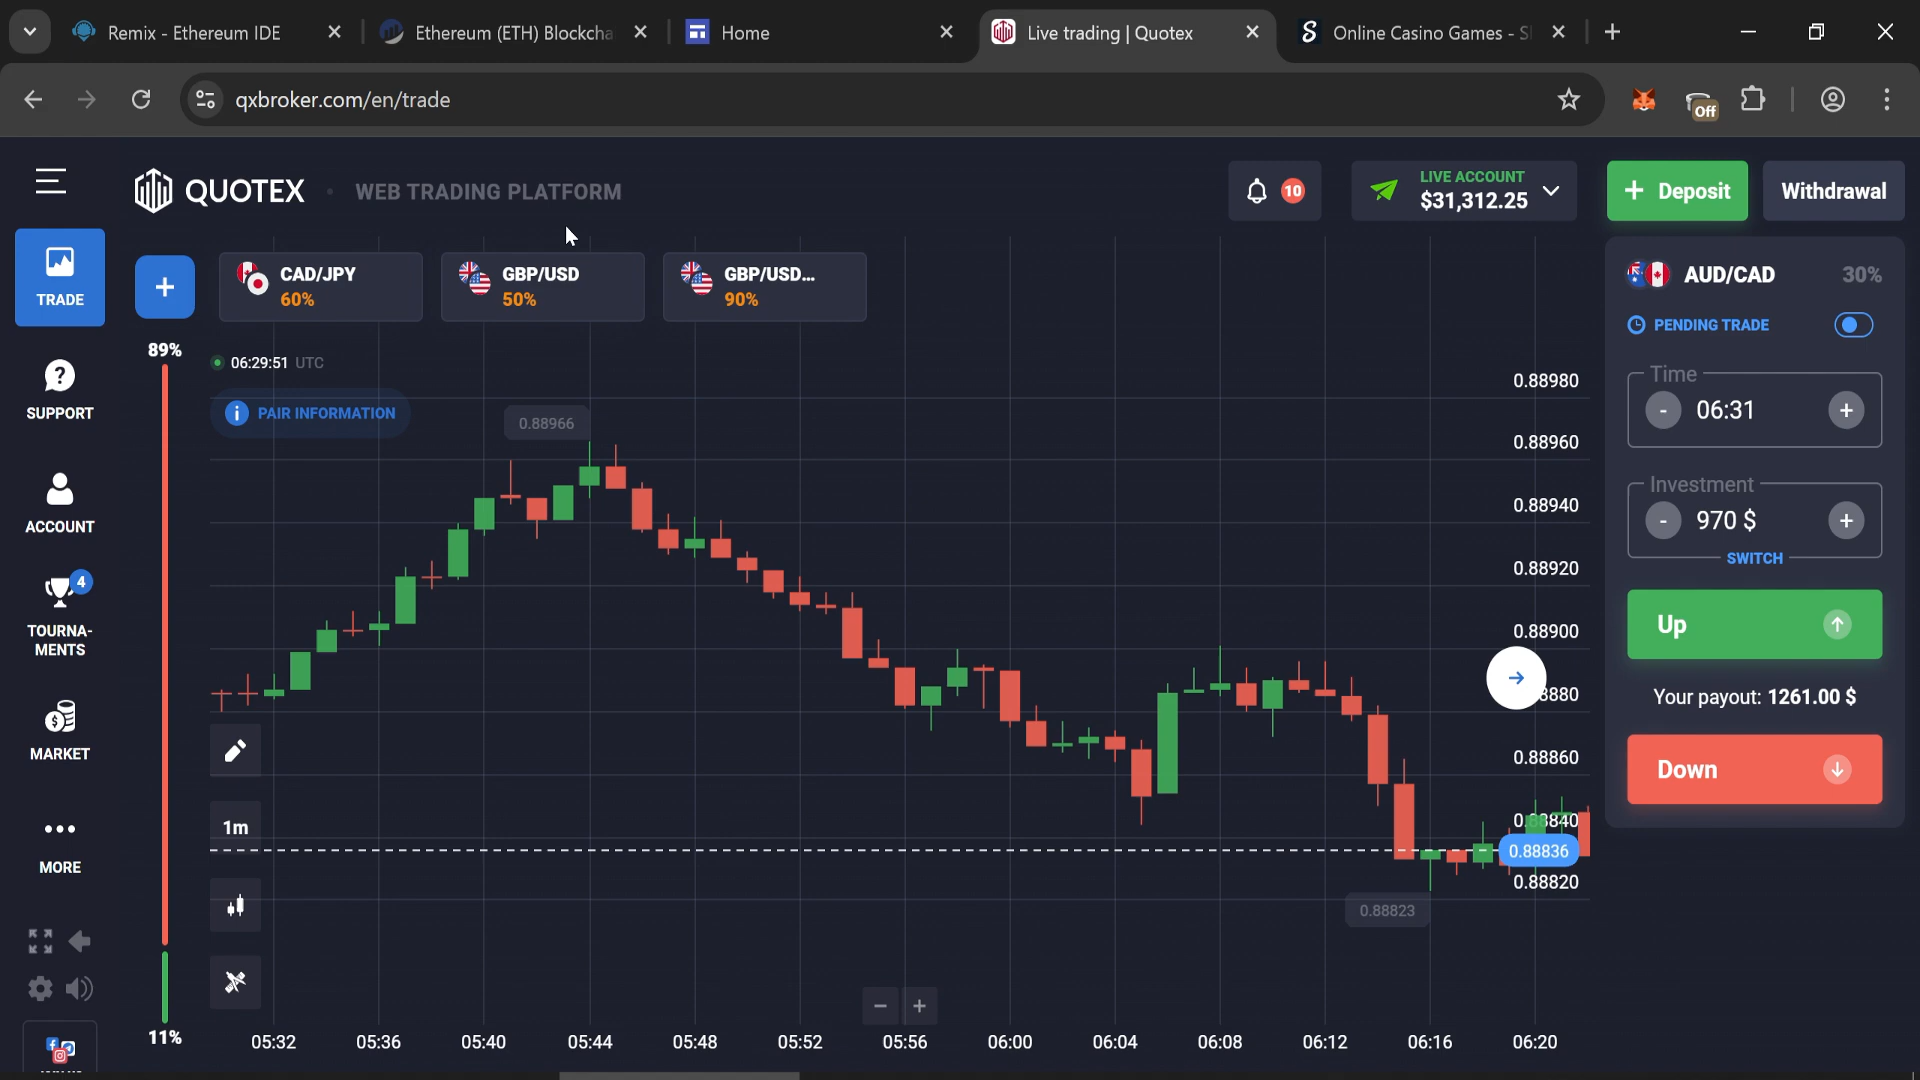 Remix - Ethereum IDE
Ethereum (ETH) Blockcha
Home
Live trading | Quotex
Online Casino Games - Sl
qxbroker.com/en/trade
Off
QUOTEX
WEB TRADING PLATFORM
10
LIVE ACCOUNT
$31,312.25
+ Deposit
Withdrawal
TRADE
SUPPORT
ACCOUNT
4
TOURNA-
MENTS
MARKET
MORE
+
CAD/JPY
60%
GBP/USD
50%
GBP/USD...
90%
89%
11%
06:29:51 UTC
PAIR INFORMATION
0.88966
0.88980
0.88960
0.88940
0.88920
0.88900
8880
0.88860
0.88840
0.88836
0.88820
0.88823
1m
- +
05:32 05:36 05:40 05:44 05:48 05:52 05:56 06:00 06:04 06:08 06:12 06:16 06:20
AUD/CAD 30%
PENDING TRADE
Time
- 06:31 +
Investment
- 970 $ +
SWITCH
Up
Your payout: 1261.00 $
Down